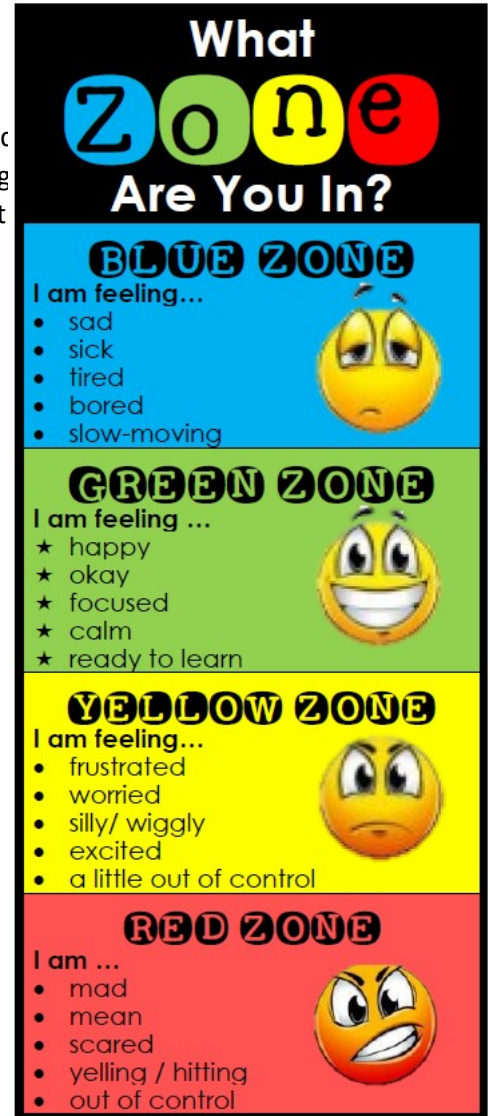 What
Zone
Are You In?
BLUE ZONE
I am feeling…
• sad
• sick
• tired
• bored
• slow-moving
GREEN ZONE
I am feeling …
★ happy
★ okay
★ focused
★ calm
★ ready to learn
YELLOW ZONE
I am feeling…
• frustrated
• worried
• silly/ wiggly
• excited
• a little out of control
RED ZONE
I am …
• mad
• mean
• scared
• yelling / hitting
• out of control